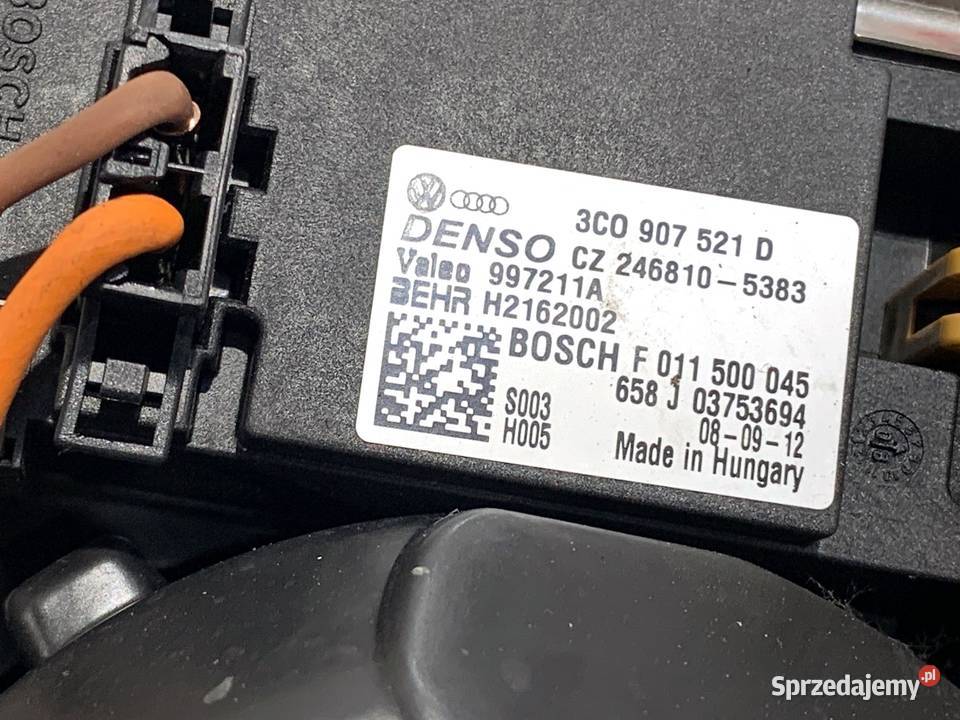 BOSCH
3C0 907 521 D
DENSO CZ 246810-5383
Valeo 997211A
BEHR H2162002
BOSCH F 011 500 045
658 J 03753694
S003
08-09-12
H005
Made in Hungary
Sprzedajemy.pl